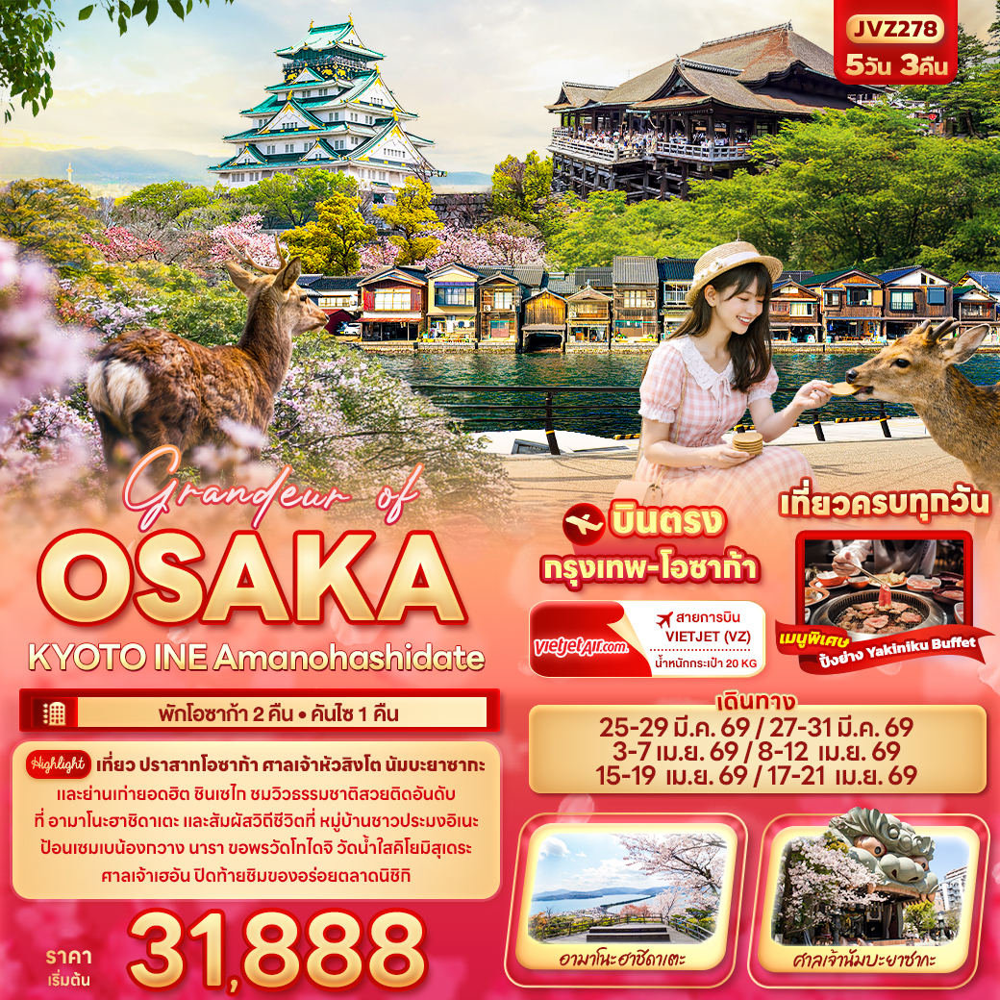 JVZ278
5วัน 3คืน
Grandeur of
OSAKA
KYOTO INE Amanohashidate
พักโอซาก้า 2 คืน • คันไซ 1 คืน
Highlight เที่ยว ปราสาทโอซาก้า ศาลเจ้าหัวสิงโต นัมบะยาซากะ
และย่านเก่ายอดฮิต ชินเซไก ชมวิวธรรมชาติสวยติดอันดับ
ที่ อามาโนะฮาชิดาเตะ และสัมผัสวิถีชีวิตที่ หมู่บ้านชาวประมงอิเนะ
ป้อนเซมเบน้องกวาง นารา ขอพรวัดโทไดจิ วัดน้ำใสคิโยมิสุเดระ
ศาลเจ้าเฮอัน ปิดท้ายชิมของอร่อยตลาดนิชิกิ
ราคา
เริ่มต้น
31,888
บินตรง
กรุงเทพ-โอซาก้า
vietjetAir.com
สายการบิน
VIETJET (VZ)
น้ำหนักกระเป๋า 20 KG
เที่ยวครบทุกวัน
เมนูพิเศษ
ปิ้งย่าง Yakiniku Buffet
เดินทาง
25-29 มี.ค. 69 / 27-31 มี.ค. 69
3-7 เม.ย. 69 / 8-12 เม.ย. 69
15-19 เม.ย. 69 / 17-21 เม.ย. 69
อามาโนะฮาชิดาเตะ
ศาลเจ้านัมบะยาซากะ